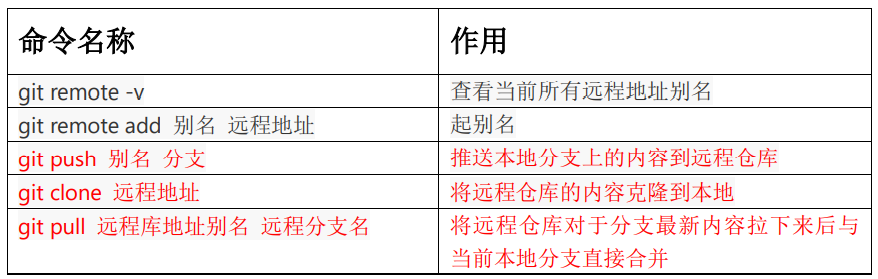 命令名称 作用
git remote -v 查看当前所有远程地址别名
git remote add 别名 远程地址 起别名
git push 别名 分支 推送本地分支上的内容到远程仓库
git clone 远程地址 将远程仓库的内容克隆到本地
git pull 远程库地址别名 远程分支名 将远程仓库对于分支最新内容拉下来后与
当前本地分支直接合并